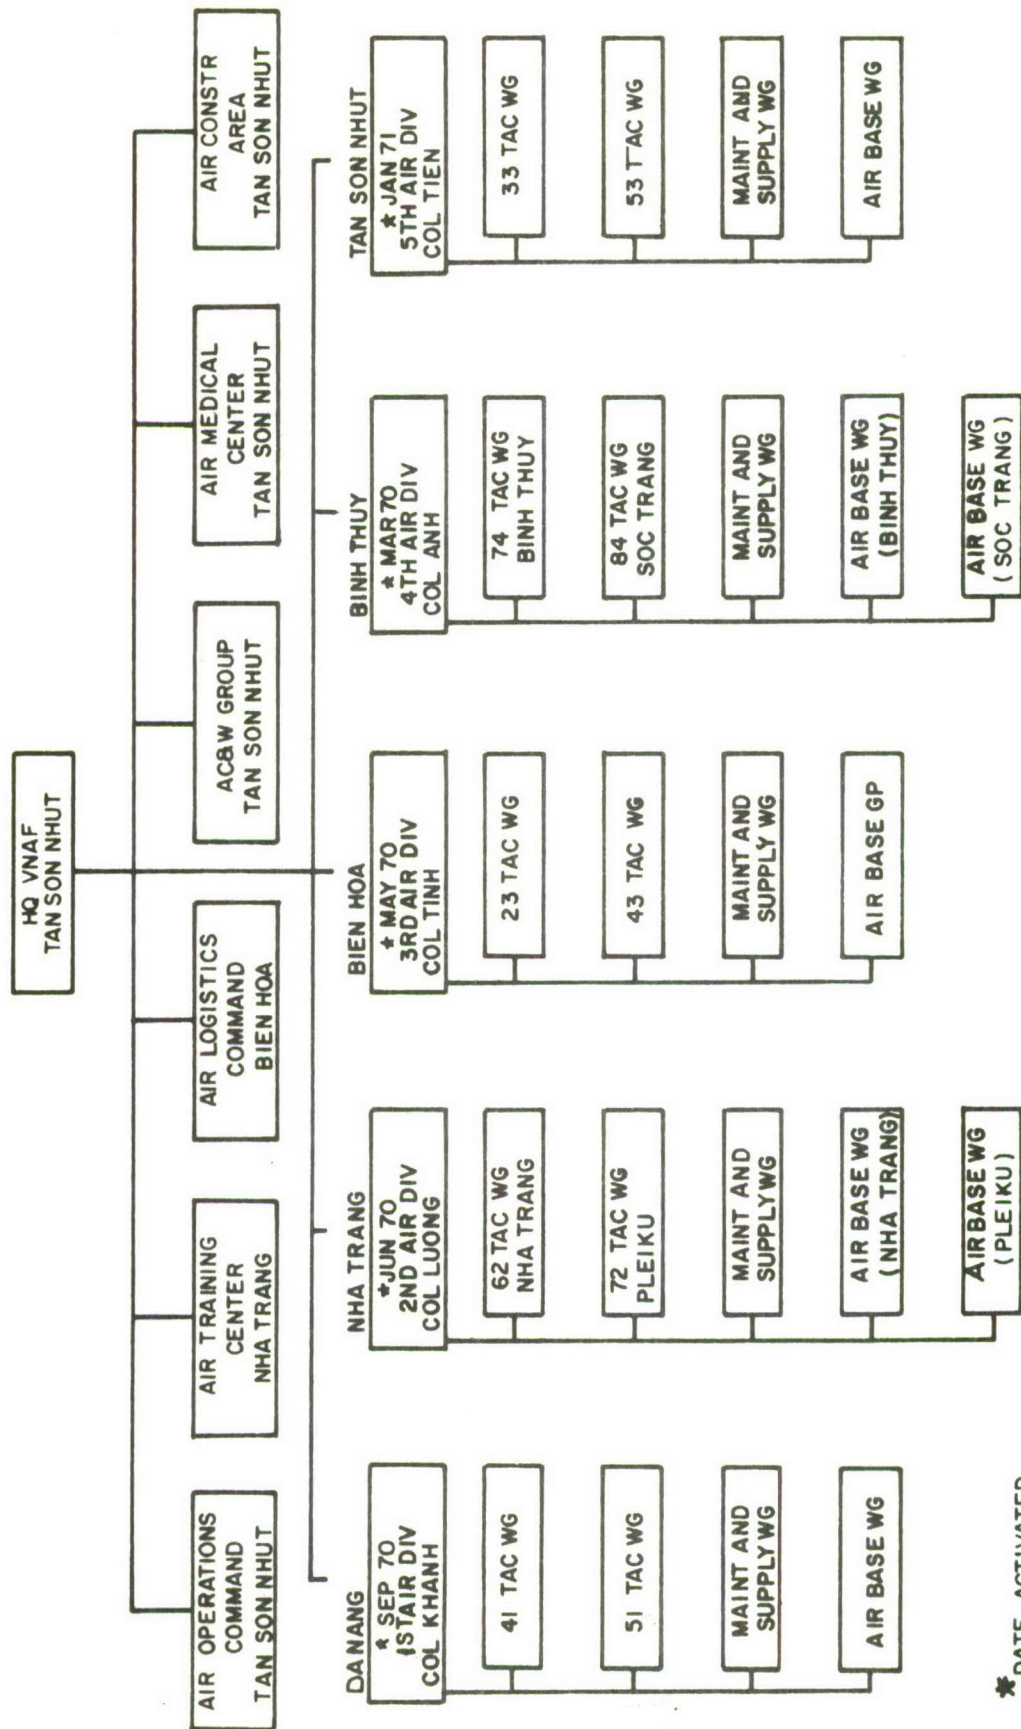 HQ VNAF
TAN SON NHUT
AIR OPERATIONS
COMMAND
TAN SON NHUT
AIR TRAINING
CENTER
NHA TRANG
AIR LOGISTICS
COMMAND
BIEN HOA
AC&W GROUP
TAN SON NHUT
AIR MEDICAL
CENTER
TAN SON NHUT
AIR CONSTR
AREA
TAN SON NHUT
DANANG
* SEP 70
1ST AIR DIV
COL KHANH
41 TAC WG
51 TAC WG
MAINT AND
SUPPLY WG
AIR BASE WG
NHA TRANG
*JUN 70
2ND AIR DIV
COL LUONG
62 TAC WG
NHA TRANG
72 TAC WG
PLEIKU
MAINT AND
SUPPLY WG
AIR BASE WG
(NHA TRANG)
AIR BASE WG
(PLEIKU)
BIEN HOA
* MAY 70
3RD AIR DIV
COL TINH
23 TAC WG
43 TAC WG
MAINT AND
SUPPLY WG
AIR BASE GP
BINH THUY
* MAR 70
4TH AIR DIV
COL ANH
74 TAC WG
BINH THUY
84 TAC WG
SOC TRANG
MAINT AND
SUPPLY WG
AIR BASE WG
(BINH THUY)
AIR BASE WG
(SOC TRANG)
TAN SON NHUT
* JAN 71
5TH AIR DIV
COL TIEN
33 TAC WG
53 TAC WG
MAINT AND
SUPPLY WG
AIR BASE WG
* DATE ACTIVATED